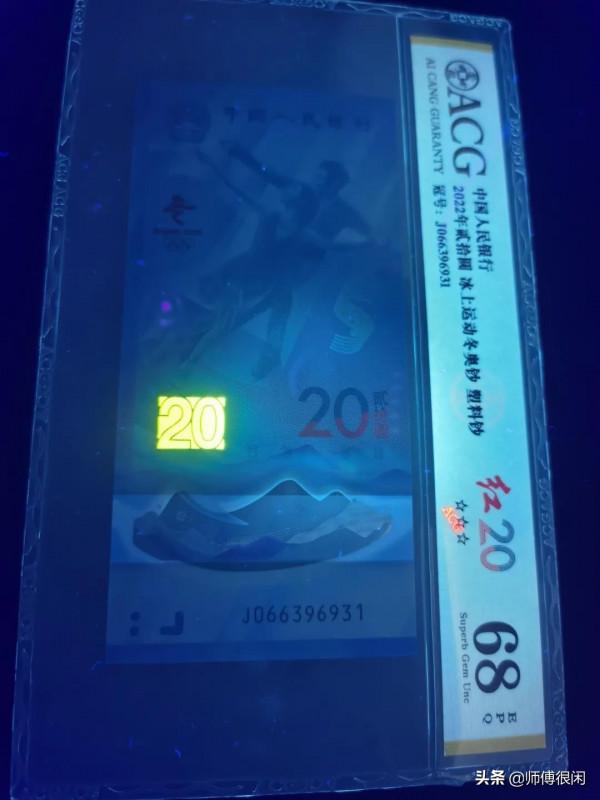 中国人民银行
20
20
J066396931
ACG
AI CANG GUARANTY
中国人民银行
2022年贰拾圆 冰上运动冬奥钞 塑料钞
冠号：J066396931
红20
☆☆☆
ACG
68
EPQ
Superb Gem Unc
头条 @师傅很闲